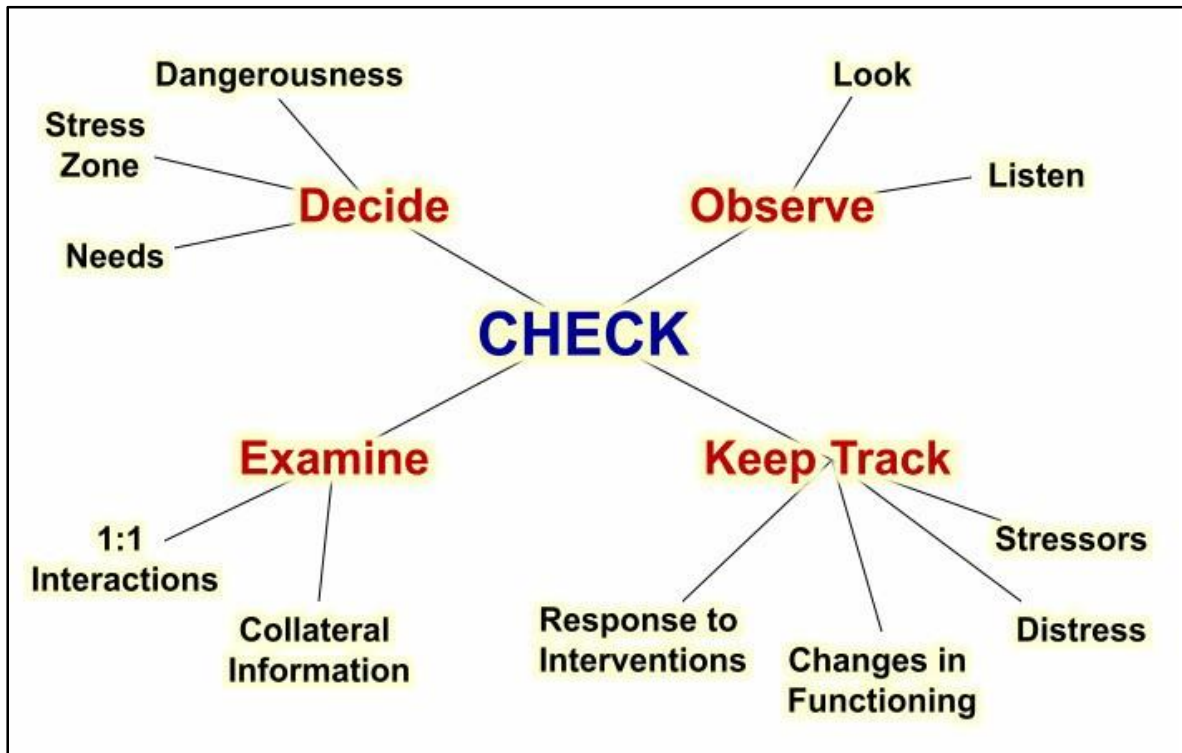 Dangerousness
Stress
Zone
Needs
Decide
Look
Listen
Observe
CHECK
Examine
1:1
Interactions
Collateral
Information
Keep Track
Response to
Interventions
Changes in
Functioning
Distress
Stressors